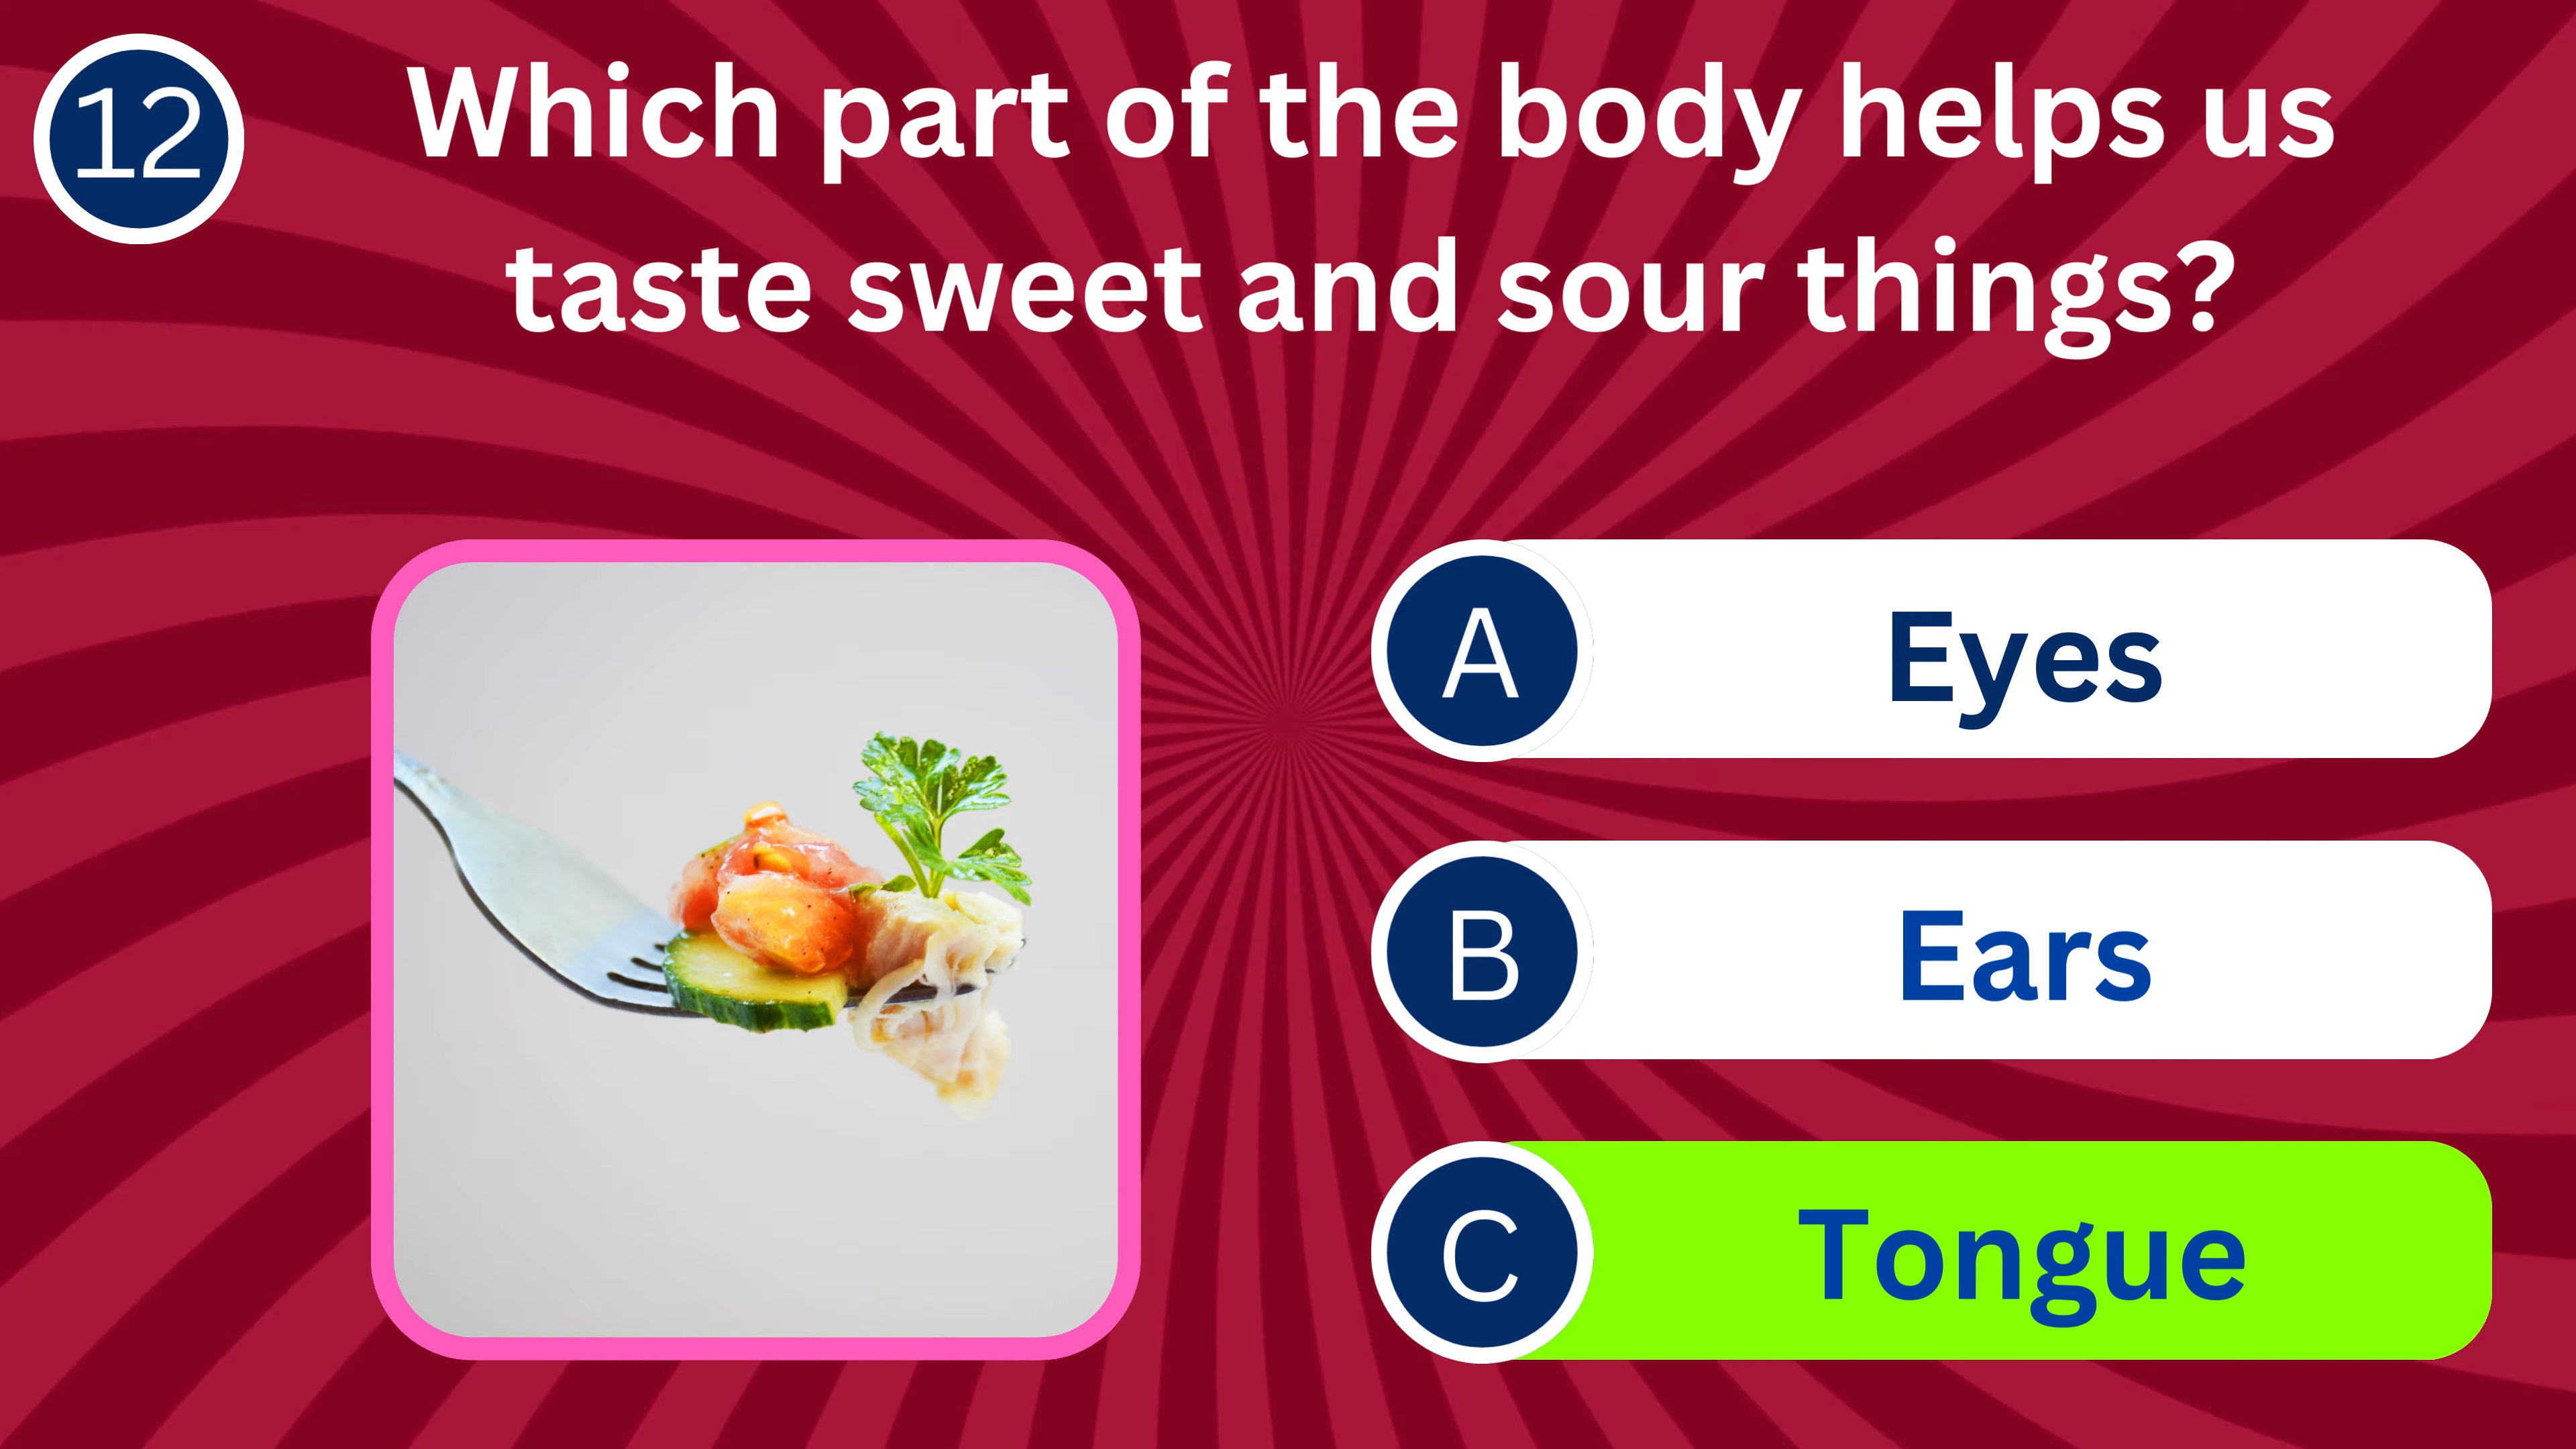 12
Which part of the body helps us
taste sweet and sour things?
A
Eyes
B
Ears
C
Tongue